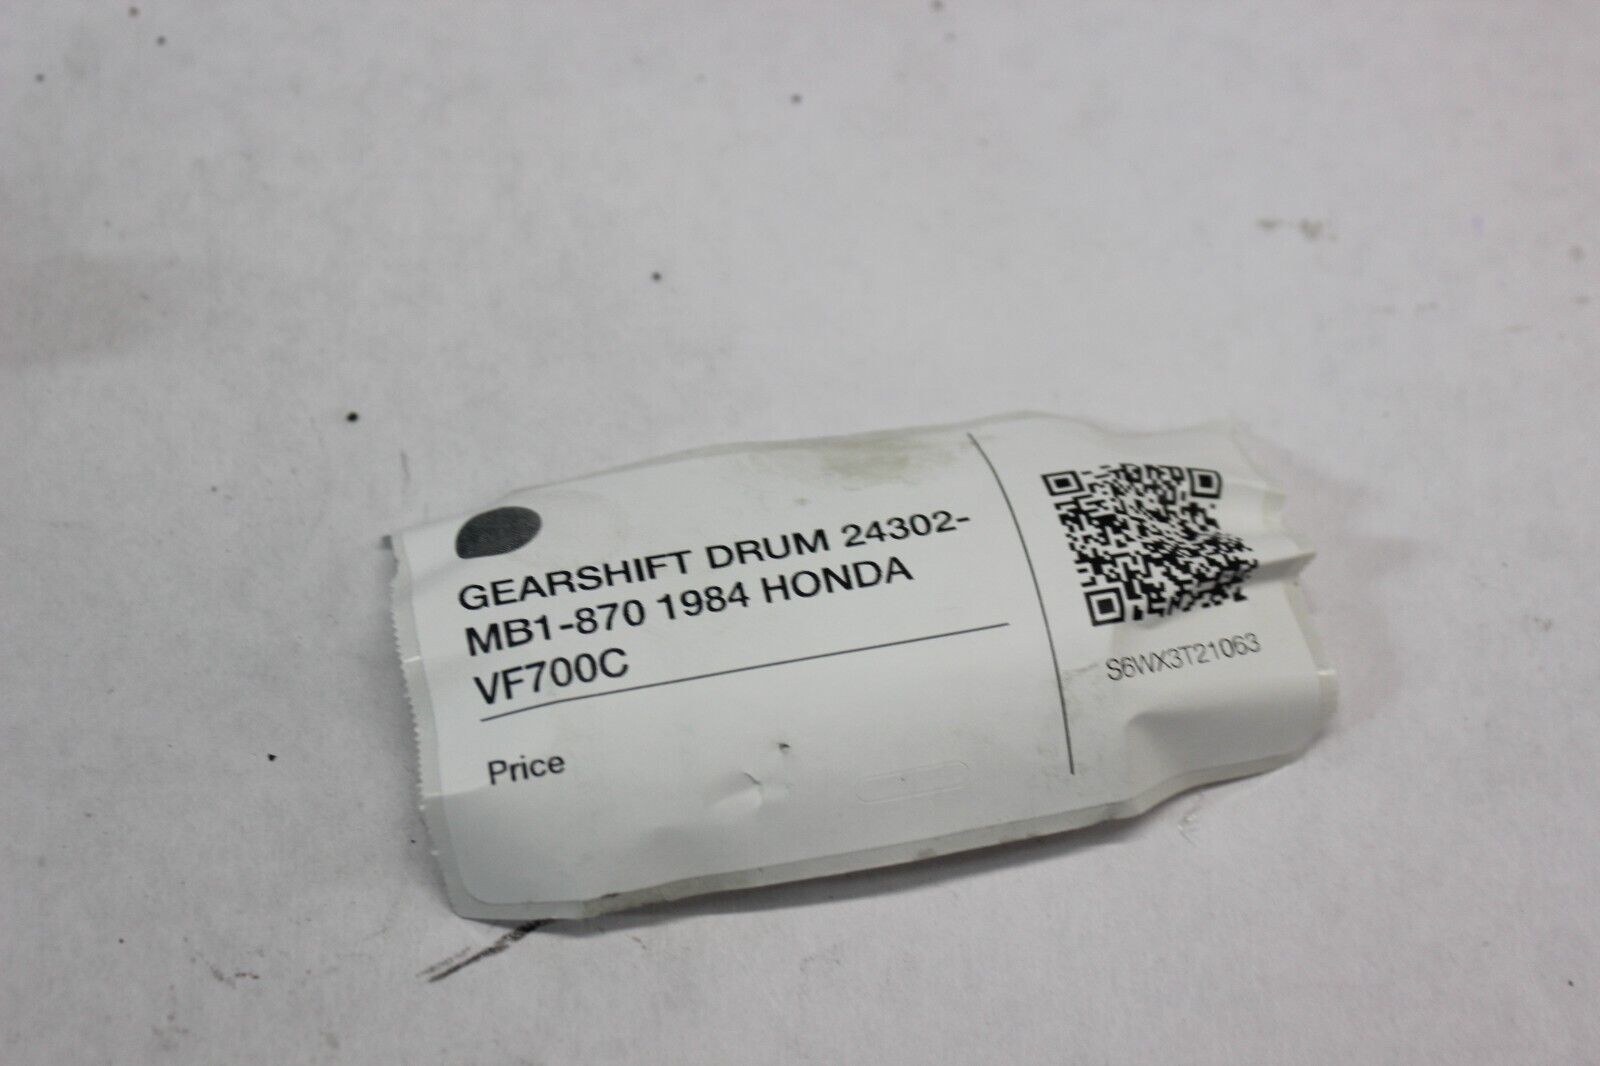 GEARSHIFT DRUM 24302-
MB1-870 1984 HONDA
VF700C
Price
S6WX3T21063